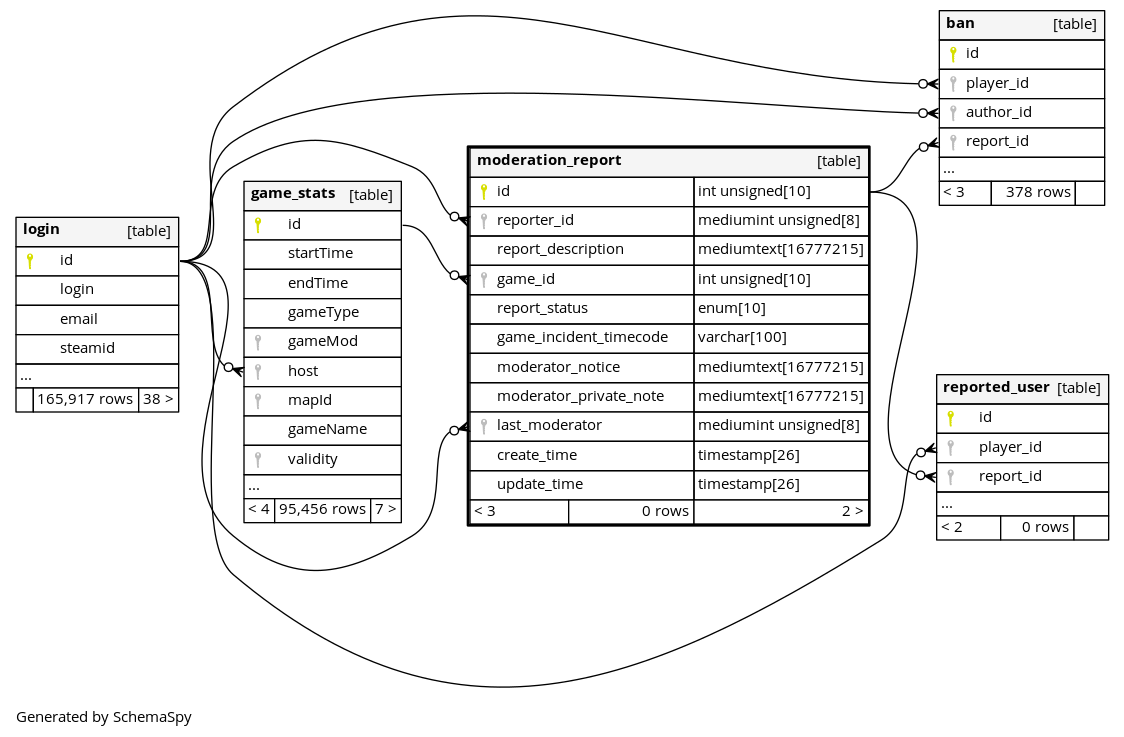 ban [table]
id
player_id
author_id
report_id
...
< 3 378 rows
moderation_report [table]
id int unsigned[10]
reporter_id mediumint unsigned[8]
report_description mediumtext[16777215]
game_id int unsigned[10]
report_status enum[10]
game_incident_timecode varchar[100]
moderator_notice mediumtext[16777215]
moderator_private_note mediumtext[16777215]
last_moderator mediumint unsigned[8]
create_time timestamp[26]
update_time timestamp[26]
< 3 0 rows 2 >
game_stats [table]
id
startTime
endTime
gameType
gameMod
host
mapId
gameName
validity
...
< 4 95,456 rows 7 >
login [table]
id
login
email
steamid
...
165,917 rows 38 >
reported_user [table]
id
player_id
report_id
...
< 2 0 rows
Generated by SchemaSpy